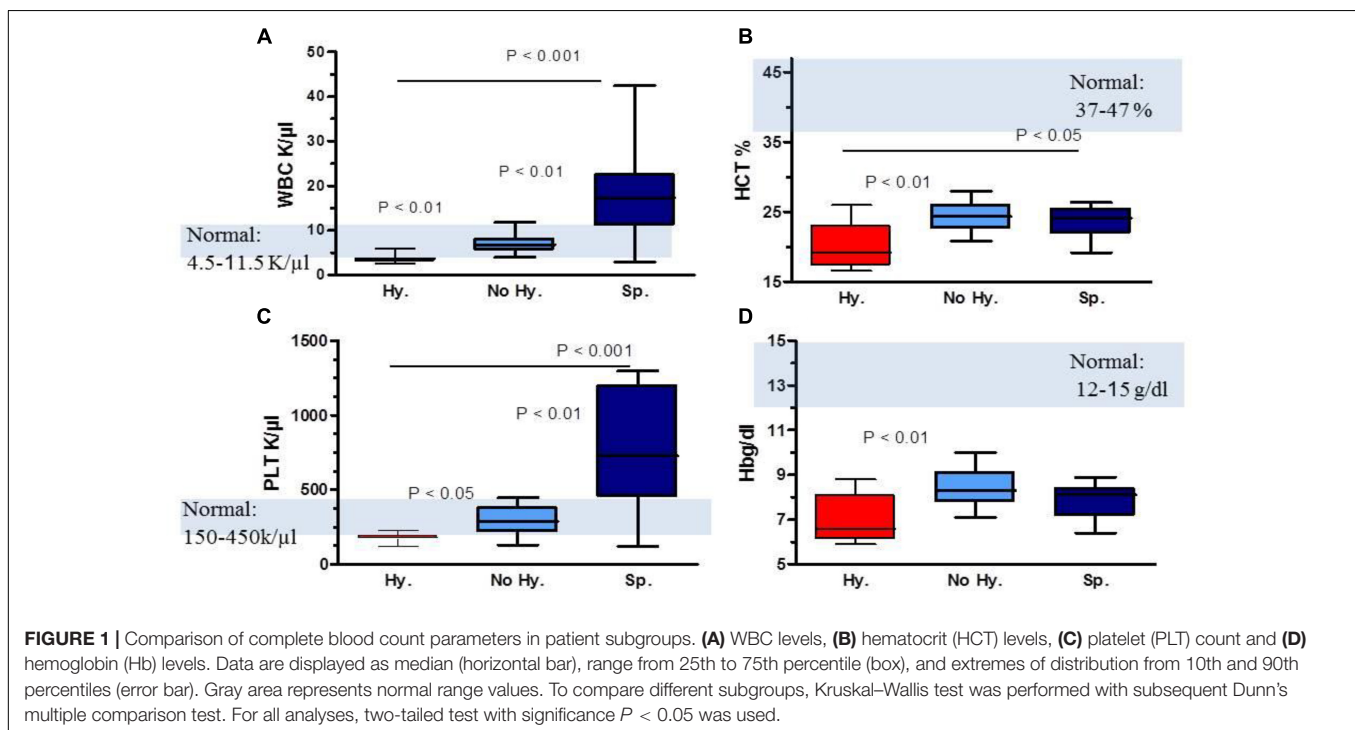 A
50
40
30
20
10
0
WBC K/µl
P < 0.001
P < 0.01
P < 0.01
Normal:
4.5-11.5 K/µl
Hy.
No Hy.
Sp.
B
45
35
25
15
HCT %
Normal:
37-47 %
P < 0.05
P < 0.01
Hy.
No Hy.
Sp.
C
1500
1000
500
0
PLT K/µl
P < 0.001
P < 0.01
P < 0.05
Normal:
150-450k/µl
Hy.
No Hy.
Sp.
D
15
13
11
9
7
5
Hbg/dl
Normal:
12-15 g/dl
P < 0.01
Hy.
No Hy.
Sp.
FIGURE 1 | Comparison of complete blood count parameters in patient subgroups. (A) WBC levels, (B) hematocrit (HCT) levels, (C) platelet (PLT) count and (D)
hemoglobin (Hb) levels. Data are displayed as median (horizontal bar), range from 25th to 75th percentile (box), and extremes of distribution from 10th and 90th
percentiles (error bar). Gray area represents normal range values. To compare different subgroups, Kruskal–Wallis test was performed with subsequent Dunn's
multiple comparison test. For all analyses, two-tailed test with significance P < 0.05 was used.